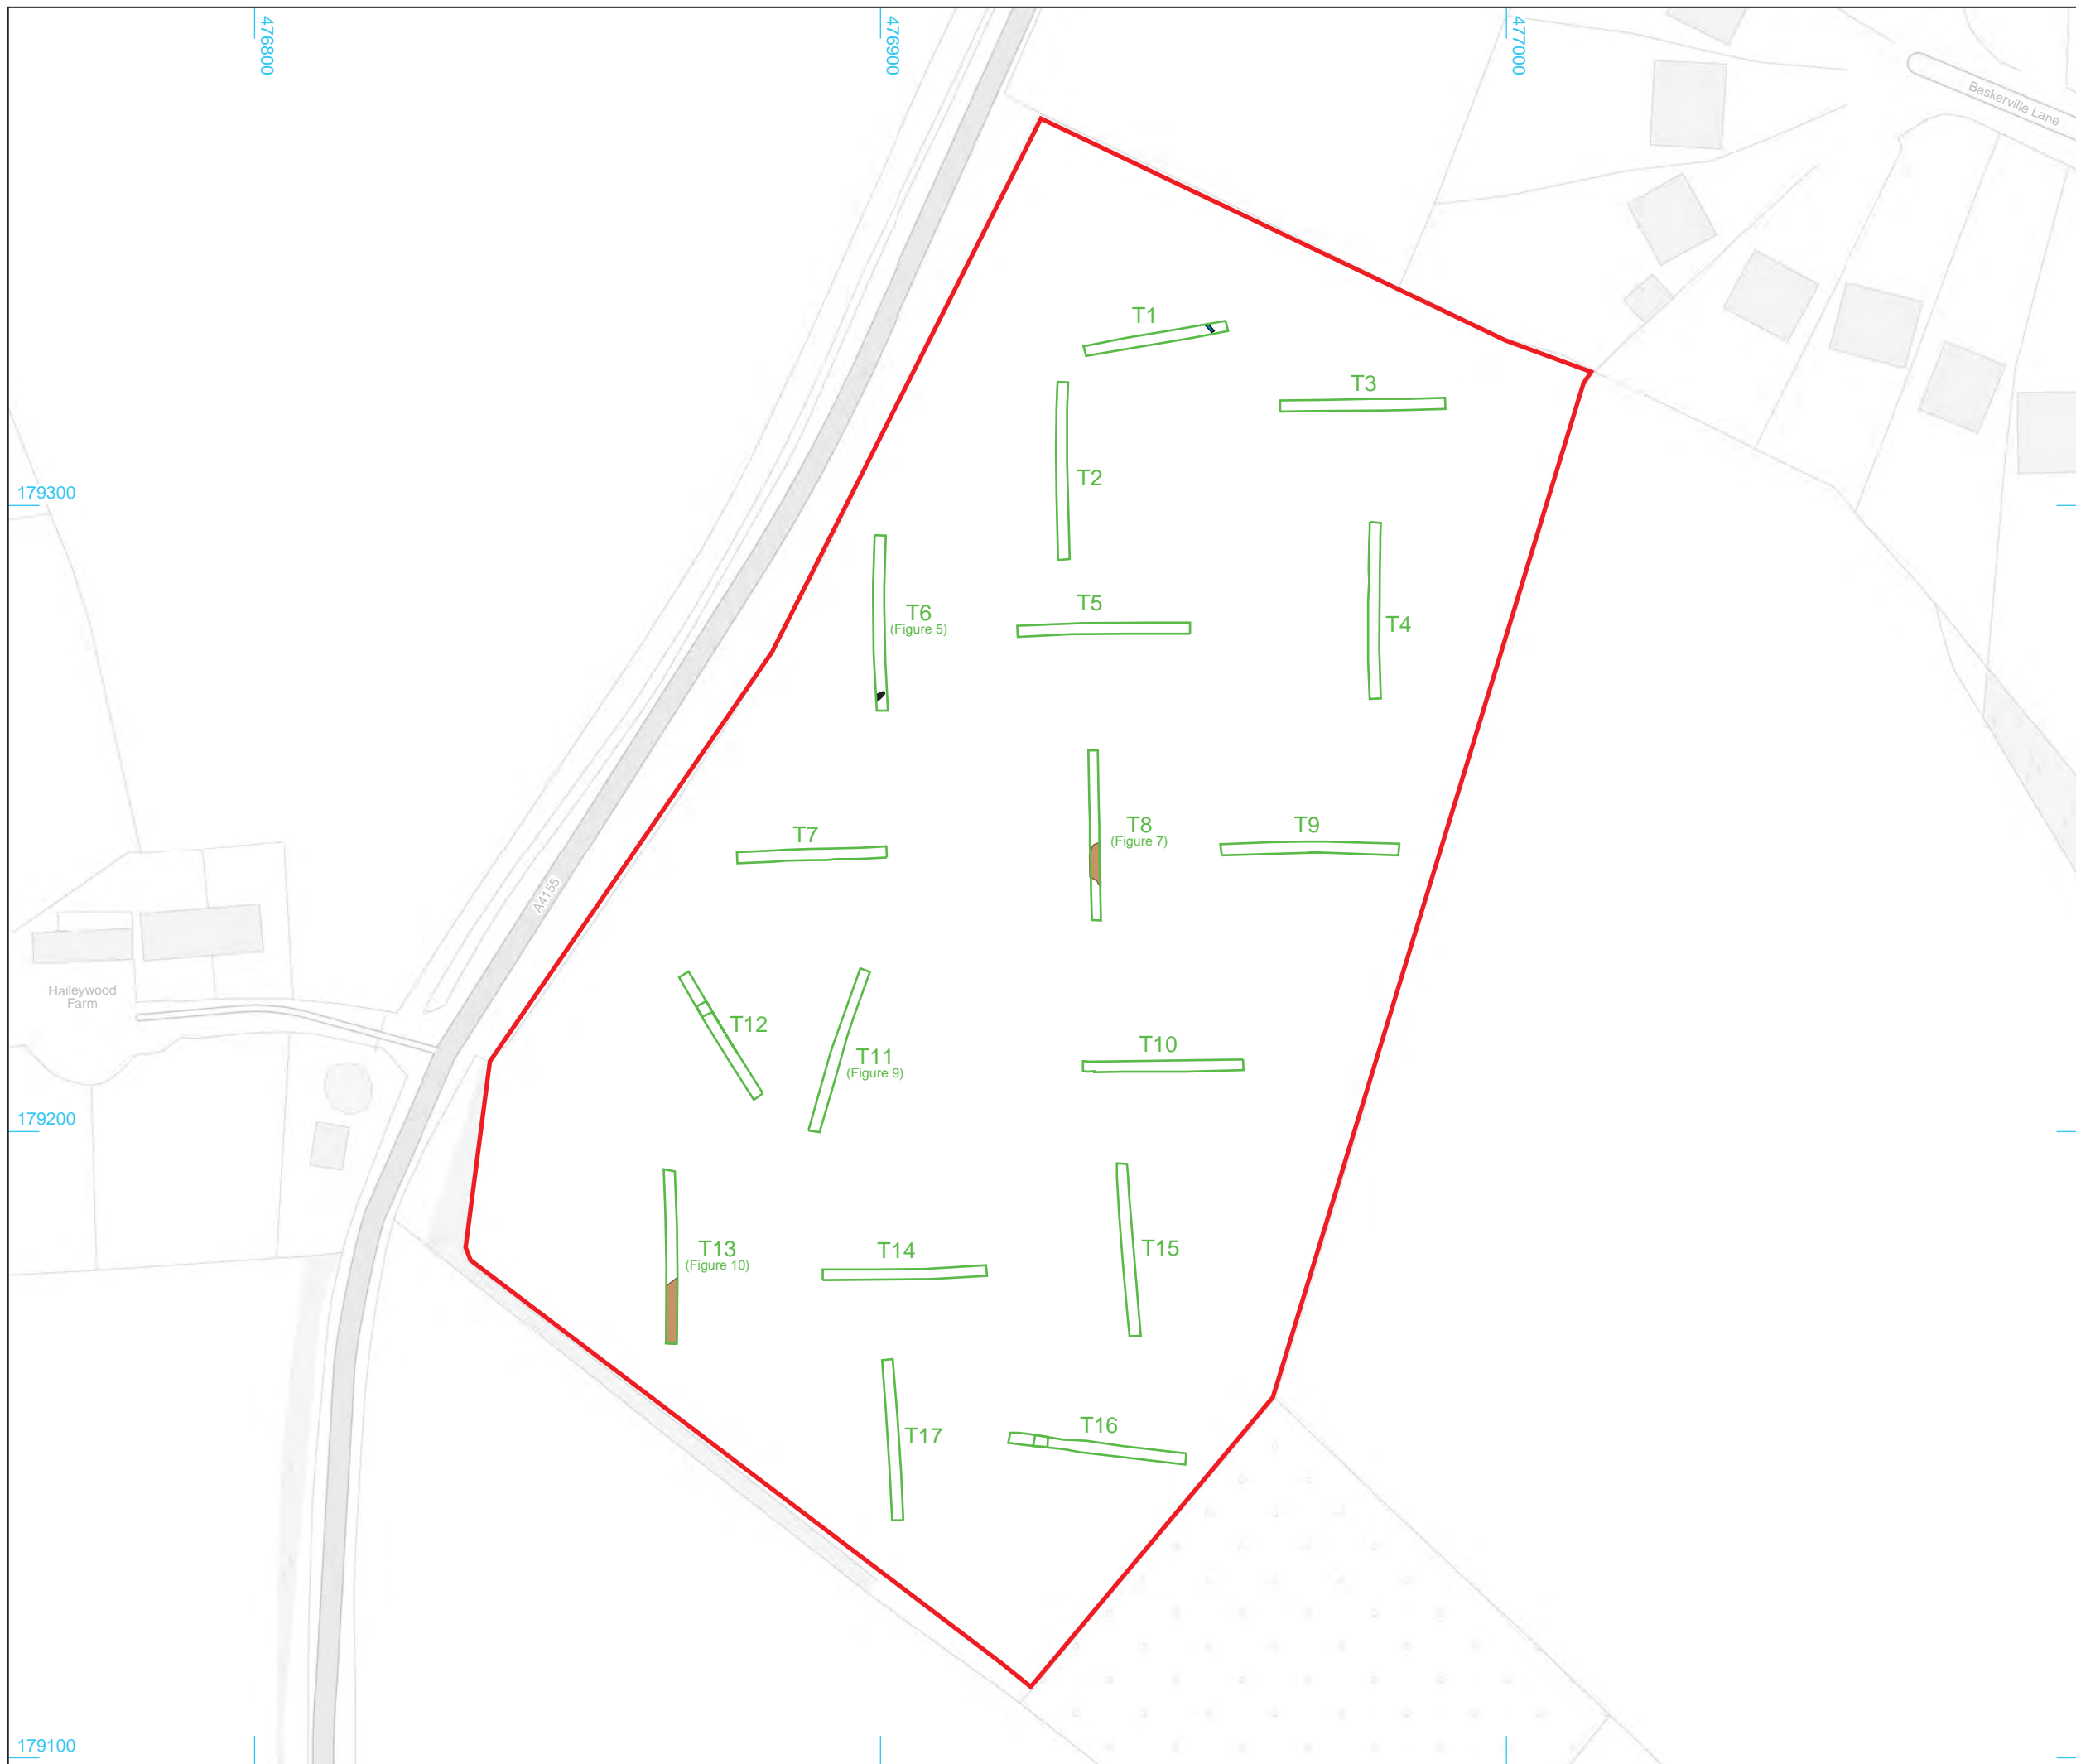 476800
476900
477000
Baskerville Lane
T1
T3
T2
179300
T6
(Figure 5)
T5
T4
T7
T8
(Figure 7)
T9
A4155
Haileywood
Farm
T12
T11
(Figure 9)
T10
179200
T13
(Figure 10)
T14
T15
T17
T16
179100